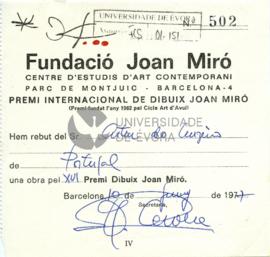 UNIVERSIDADE DE ÉVORA
N.º 502
Fundació Joan Miró
CENTRE D'ESTUDIS D'ART CONTEMPORANI
PARC DE MONTJUIC - BARCELONA-4
PREMI INTERNACIONAL DE DIBUIX JOAN MIRÓ
(Premi fundat l'any 1962 pel Cicle Art d'Avui)
Hem rebut del Sr.
UNIVERSIDADE
DE ÉVORA
de Portugal
una obra pel XVI Premi Dibuix Joan Miró.
Barcelona, 10 Juny 1977
Secretaria,
IV